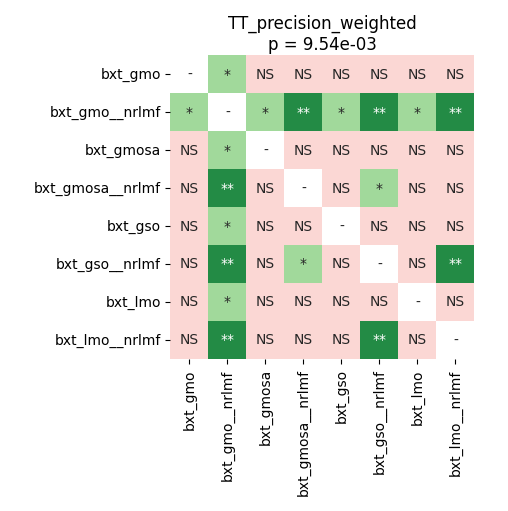 TT_precision_weighted
p = 9.54e-03
bxt_gmo - * NS NS NS NS NS NS
bxt_gmo__nrlmf * - * ** * ** * **
bxt_gmosa NS * - NS NS NS NS NS
bxt_gmosa__nrlmf NS ** NS - NS * NS NS
bxt_gso NS * NS NS - NS NS NS
bxt_gso__nrlmf NS ** NS * NS - NS **
bxt_lmo NS * NS NS NS NS - NS
bxt_lmo__nrlmf NS ** NS NS NS ** NS -
bxt_gmo
bxt_gmo__nrlmf
bxt_gmosa
bxt_gmosa__nrlmf
bxt_gso
bxt_gso__nrlmf
bxt_lmo
bxt_lmo__nrlmf